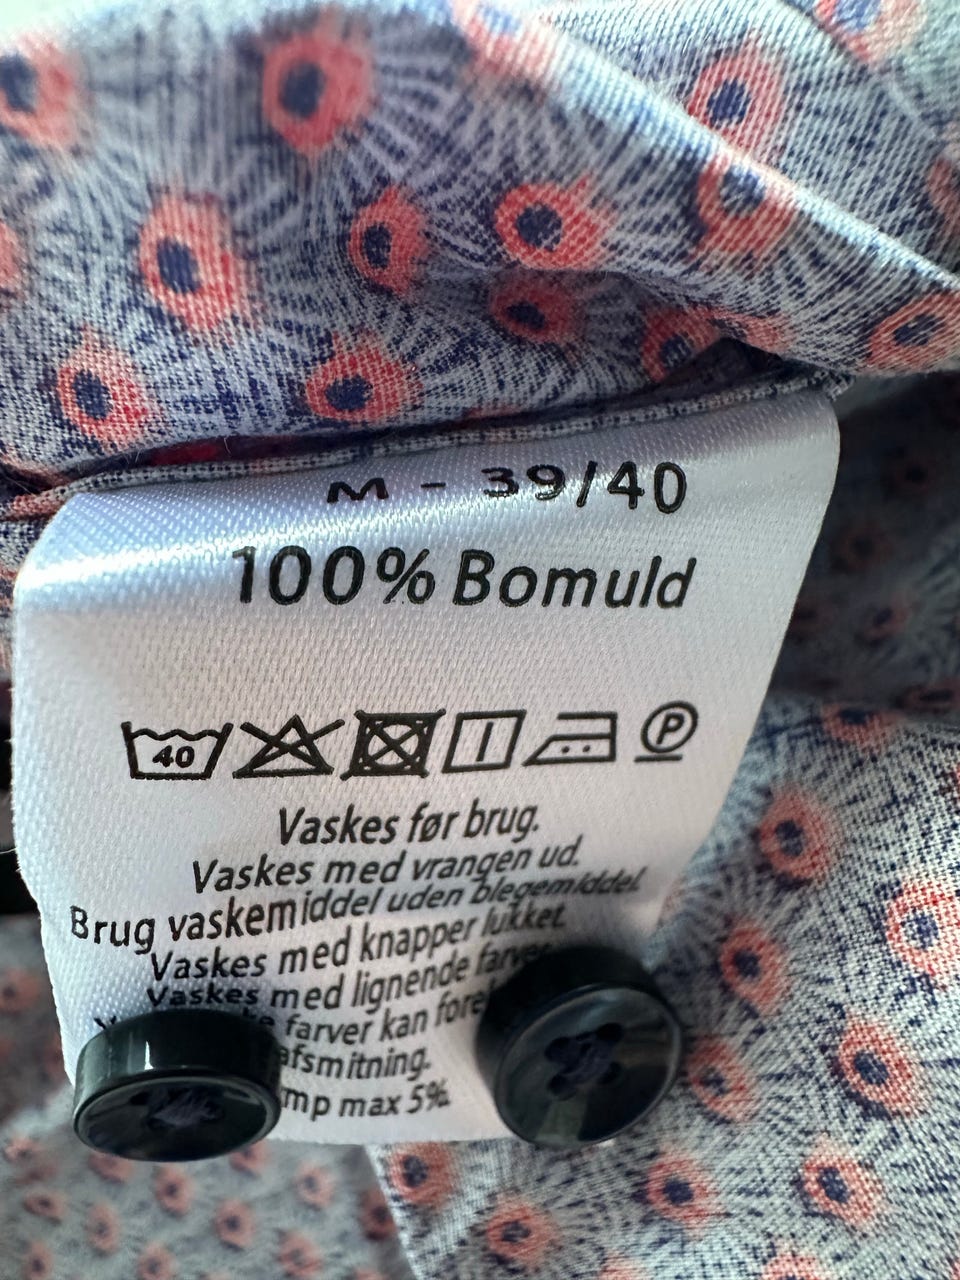 M - 39/40
100% Bomuld
40
P
Vaskes før brug.
Vaskes med vrangen ud.
Brug vaskemiddel uden blegemiddel.
Vaskes med knapper lukket.
Vaskes med lignende
farver kan
afsmitning.
max 5%.